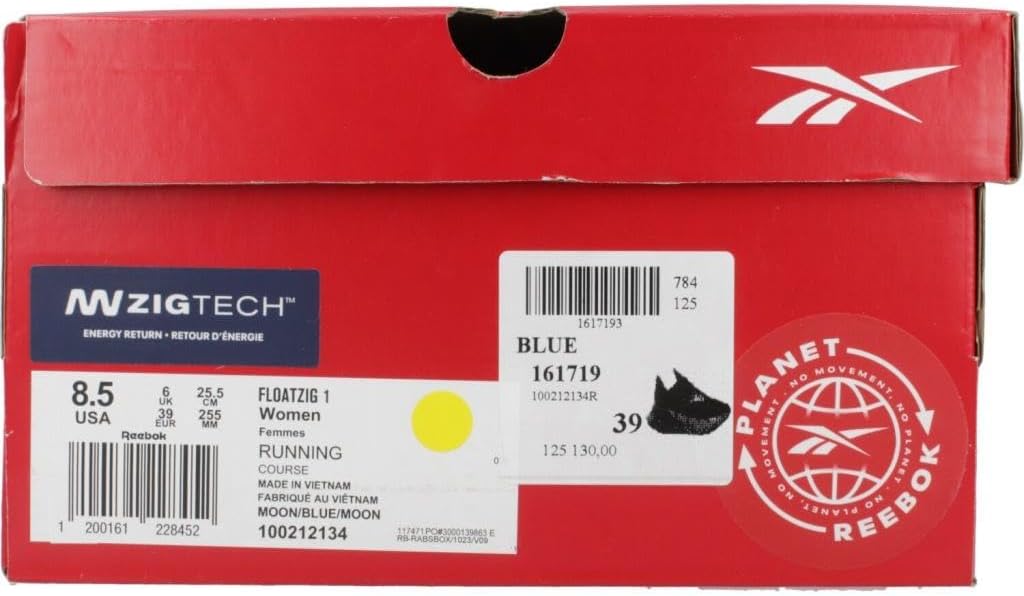 ZIGTECH™
ENERGY RETURN • RETOUR D'ÉNERGIE
8.5
USA
6
UK
39
EUR
25.5
CM
255
MM
Reebok
1 200161 228452
FLOATZIG 1
Women
Femmes
RUNNING
COURSE
MADE IN VIETNAM
FABRIQUÉ AU VIÊTNAM
MOON/BLUE/MOON
100212134
117471 PO#3000139863 E
RB-RABSBOX/1023/V09
0
784
125
1617193
BLUE
161719
100212134R
39
125 130,00
PLANET
REEBOK
NO MOVEMENT, NO PLANET, NO MOVEMENT, NO PLANET,